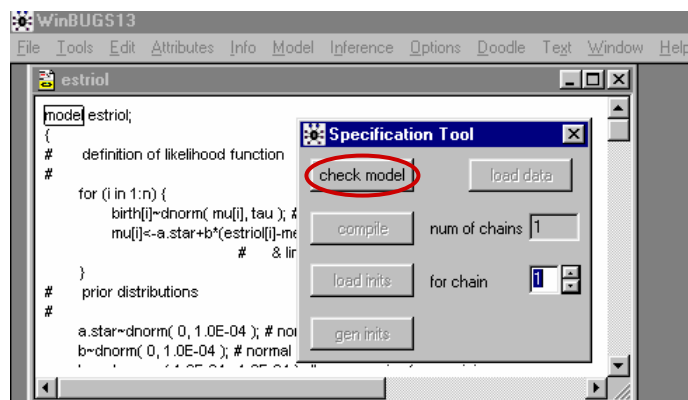 WinBUGS13
File Tools Edit Attributes Info Model Inference Options Doodle Text Window Help
estriol
model estriol;
{
# definition of likelihood function
#
for (i in 1:n) {
birth[i]~dnorm( mu[i], tau ); #
mu[i]<-a.star+b*(estriol[i]-me
# & lin
}
# prior distributions
#
a.star~dnorm( 0, 1.0E-04 ); # nor
b~dnorm( 0, 1.0E-04 ); # normal
Specification Tool
check model load data
compile num of chains 1
load inits for chain 1
gen inits